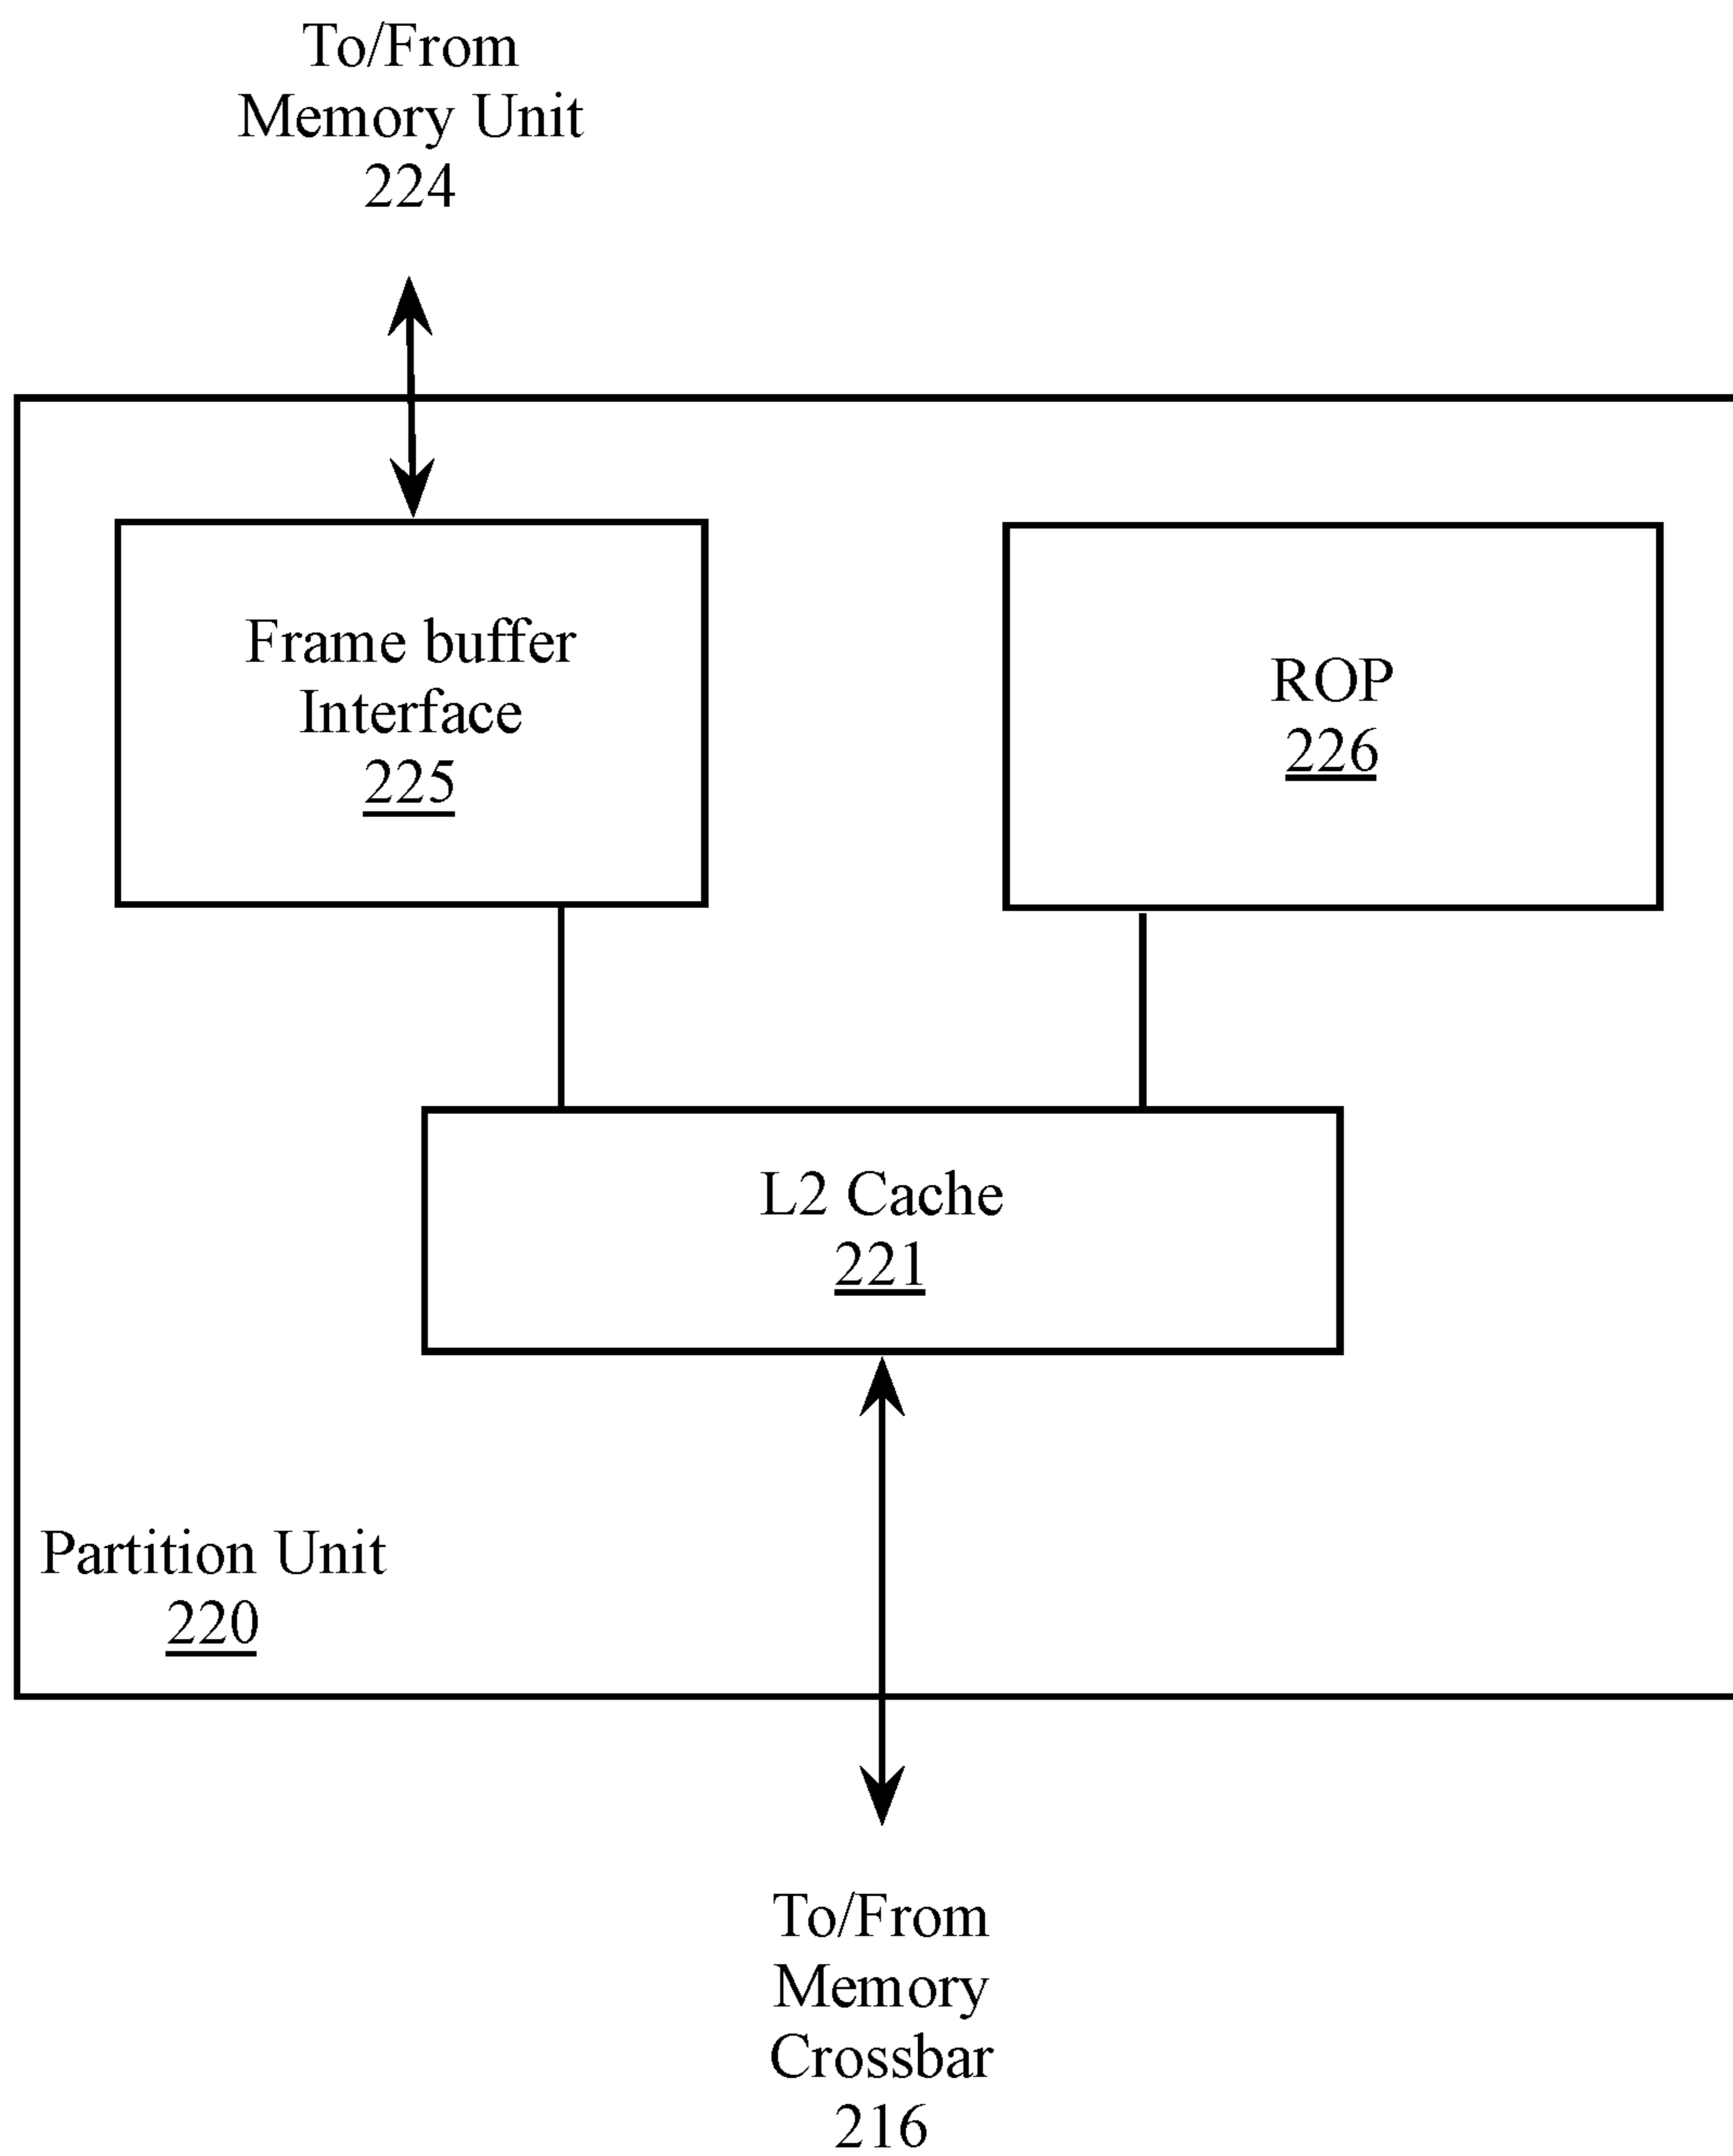 To/From
Memory Unit
224
Frame buffer
Interface
225
ROP
226
L2 Cache
221
Partition Unit
220
To/From
Memory
Crossbar
216